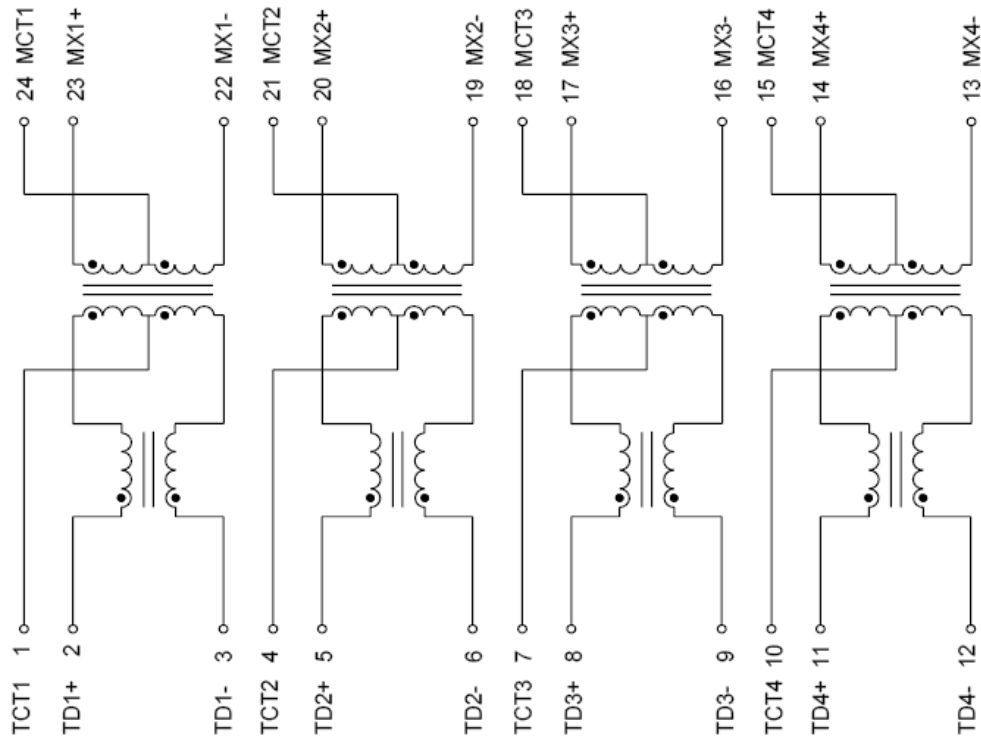 24 MCT1
23 MX1+
22 MX1-
21 MCT2
20 MX2+
19 MX2-
18 MCT3
17 MX3+
16 MX3-
15 MCT4
14 MX4+
13 MX4-
TCT1 1
TD1+ 2
TD1- 3
TCT2 4
TD2+ 5
TD2- 6
TCT3 7
TD3+ 8
TD3- 9
TCT4 10
TD4+ 11
TD4- 12